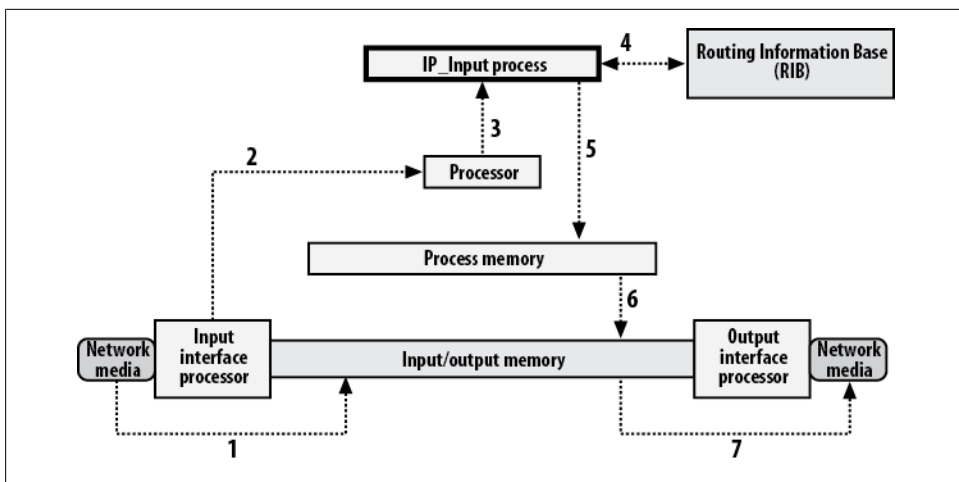 4
IP_Input process
Routing Information Base
(RIB)
3
5
2
Processor
Process memory
6
Network
media
Input
interface
processor
Input/output memory
Output
interface
processor
Network
media
1
7